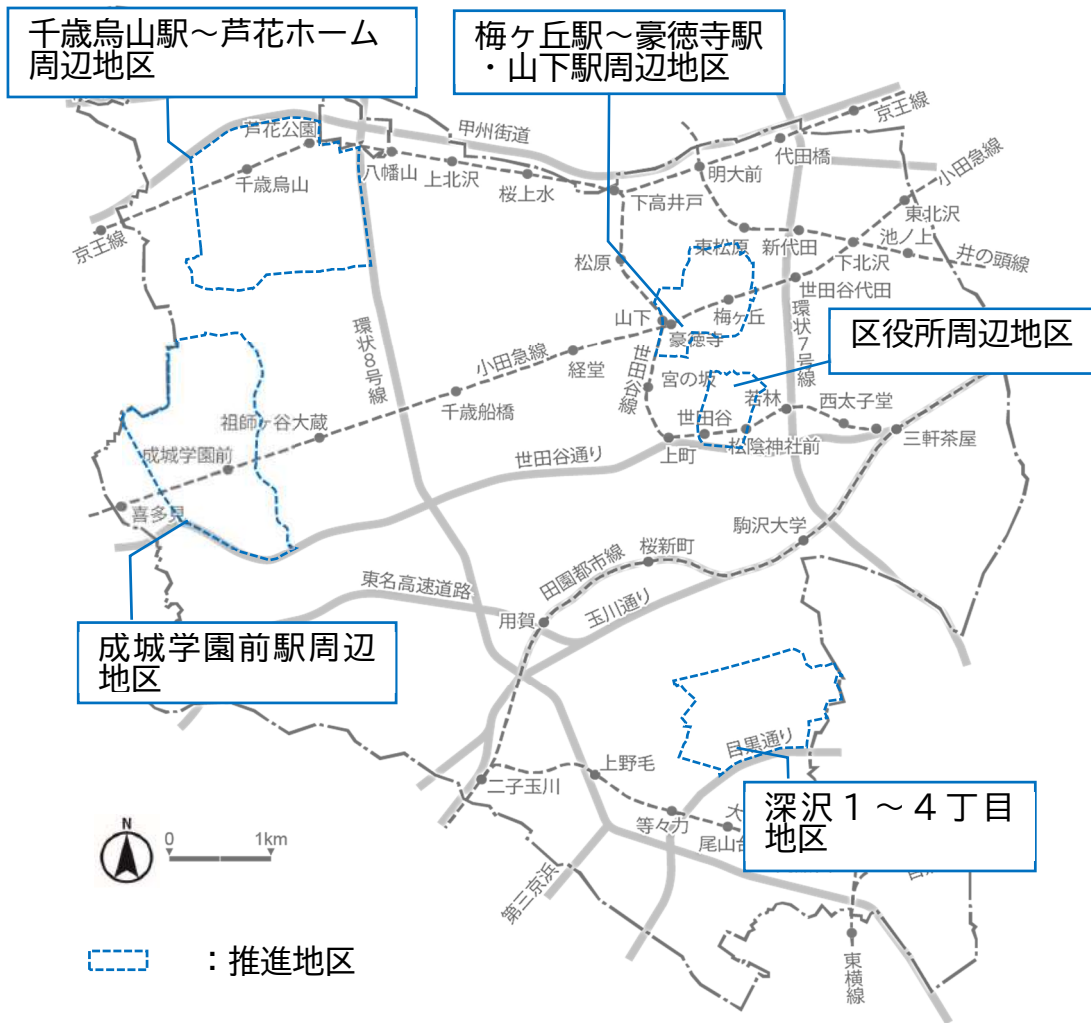 千歳烏山駅～芦花ホーム
周辺地区
梅ヶ丘駅～豪徳寺駅
・山下駅周辺地区
京王線
芦花公園
甲州街道
代田橋
八幡山
上北沢
千歳烏山
桜上水
明大前
小田急線
下高井戸
東北沢
京王線
東松原
新代田
池ノ上
下北沢
井の頭線
松原
世田谷代田
山下
梅ヶ丘
豪徳寺
環状7号線
区役所周辺地区
環状8号線
小田急線
経堂
世田谷線
宮の坂
千歳船橋
若林
西太子堂
世田谷
祖師ヶ谷大蔵
松陰神社前
三軒茶屋
上町
成城学園前
世田谷通り
喜多見
駒沢大学
桜新町
田園都市線
東名高速道路
玉川通り
用賀
成城学園前駅周辺
地区
目黒通り
上野毛
二子玉川
深沢１～４丁目
地区
大
等々力
尾山台
N
0 1km
第三京浜
東横線
：推進地区